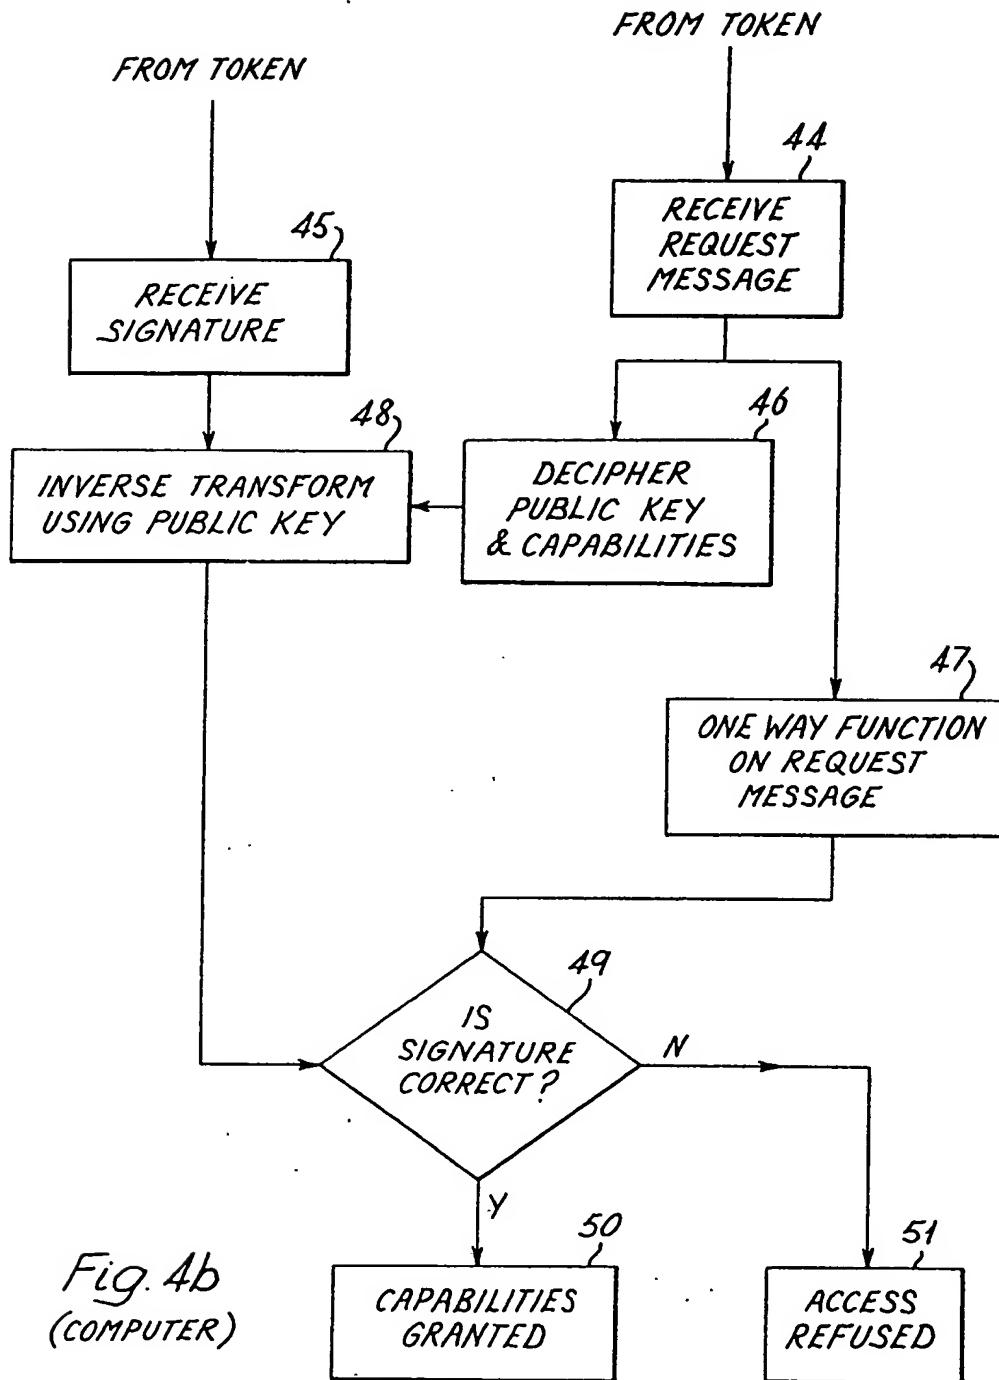 FROM TOKEN
FROM TOKEN
44
RECEIVE
REQUEST
MESSAGE
45
RECEIVE
SIGNATURE
48
INVERSE TRANSFORM
USING PUBLIC KEY
46
DECIPHER
PUBLIC KEY
& CAPABILITIES
47
ONE WAY FUNCTION
ON REQUEST
MESSAGE
49
IS
SIGNATURE
CORRECT?
N
Y
50
CAPABILITIES
GRANTED
51
ACCESS
REFUSED
Fig. 4b
(COMPUTER)